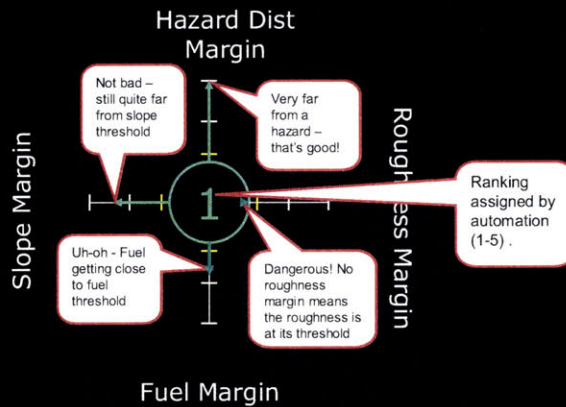 Hazard Dist
Margin
Not bad –
still quite far
from slope
threshold
Very far
from a
hazard –
that's good!
Slope Margin
1
Roughness Margin
Ranking
assigned by
automation
(1-5) .
Uh-oh - Fuel
getting close
to fuel
threshold
Dangerous! No
roughness
margin means
the roughness is
at its threshold
Fuel Margin